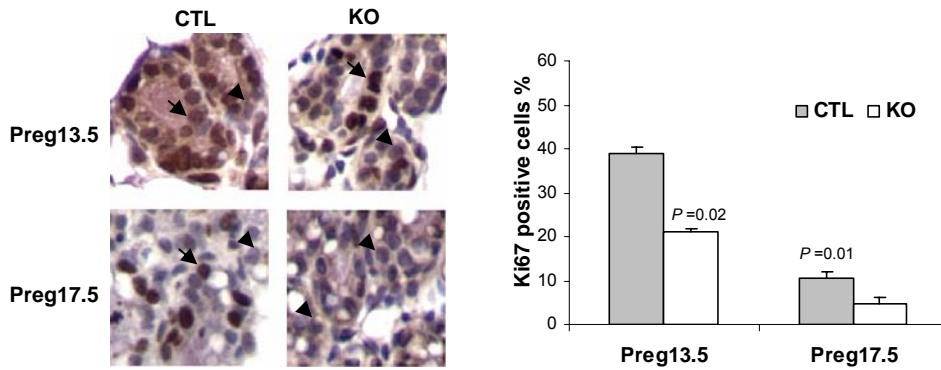 CTL KO
Preg13.5
Preg17.5
Ki67 positive cells %
60
50
40
30
20
10
0
CTL KO
P =0.02
P =0.01
Preg13.5 Preg17.5